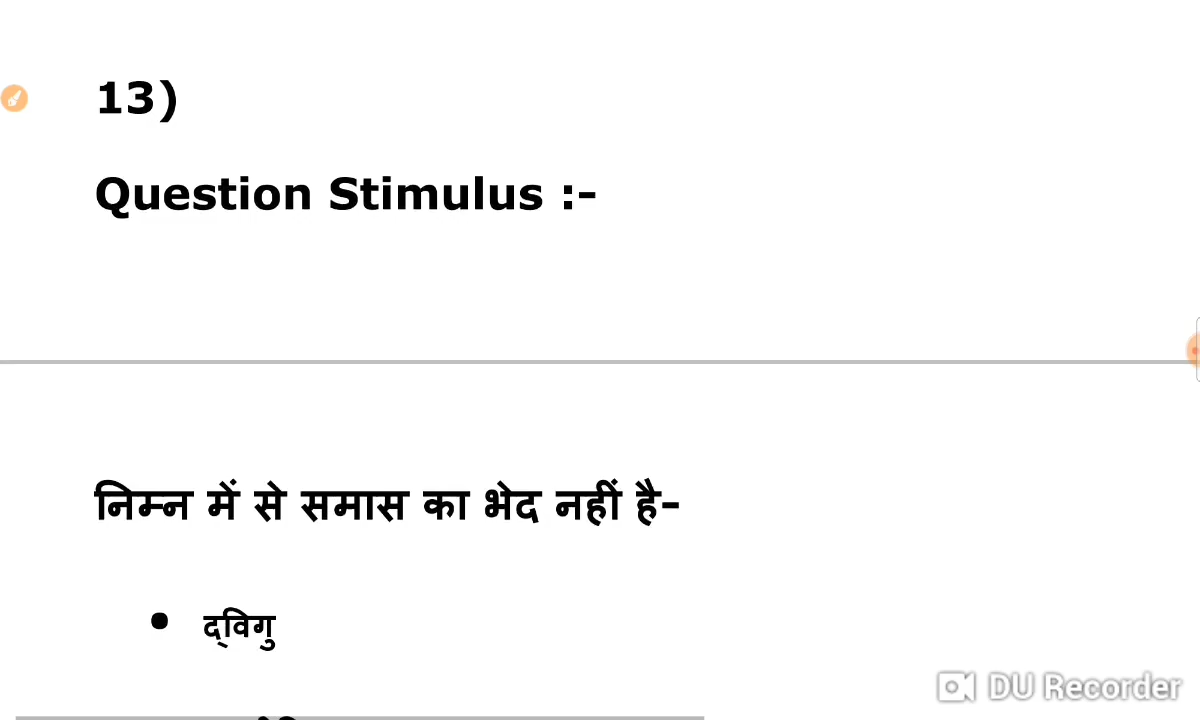 13)
Question Stimulus :-
निम्न में से समास का भेद नहीं है-
• द्विगु
DU Recorder